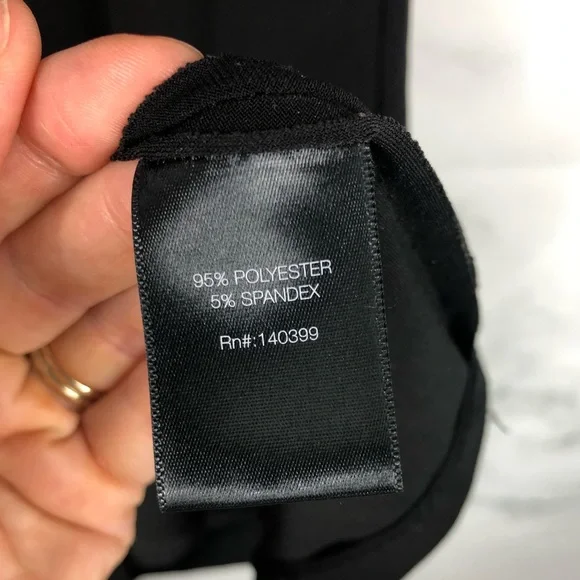 95% POLYESTER
5% SPANDEX
Rn#:140399